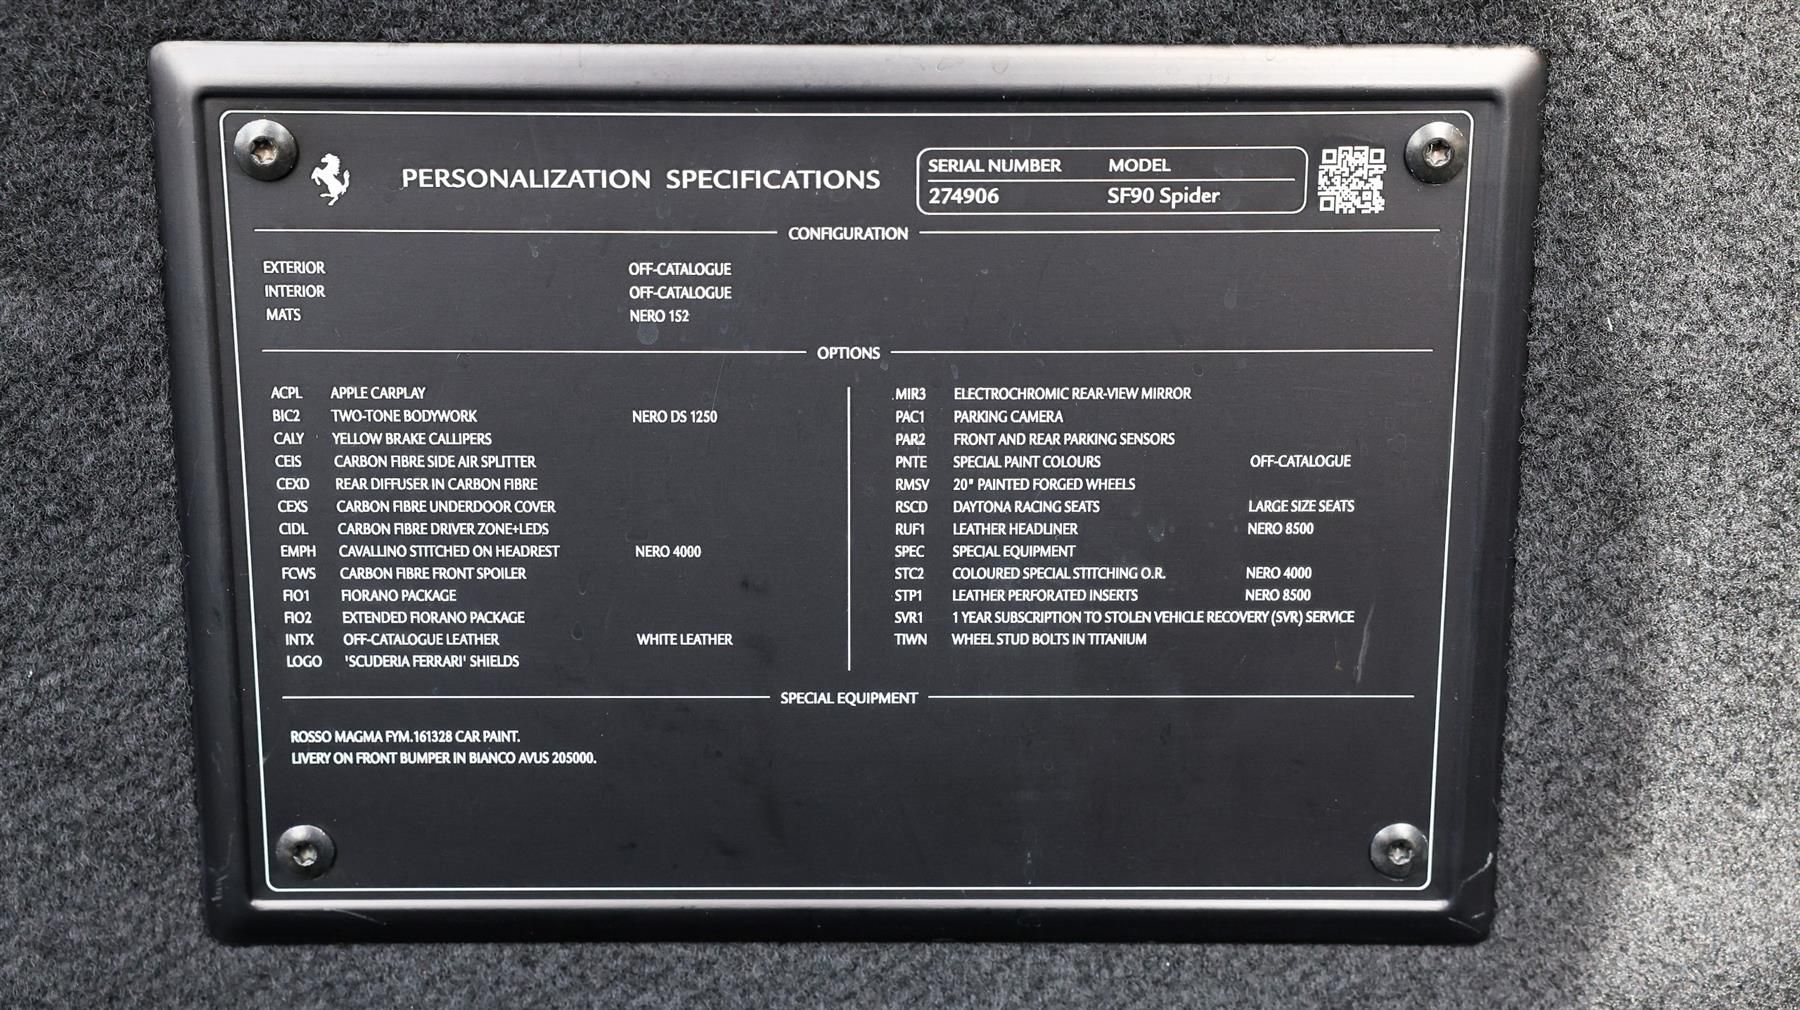 PERSONALIZATION SPECIFICATIONS
SERIAL NUMBER MODEL
274906 SF90 Spider
CONFIGURATION
EXTERIOR OFF-CATALOGUE
INTERIOR OFF-CATALOGUE
MATS NERO 152
OPTIONS
ACPL APPLE CARPLAY
BIC2 TWO-TONE BODYWORK NERO DS 1250
CALY YELLOW BRAKE CALLIPERS
CEIS CARBON FIBRE SIDE AIR SPLITTER
CEXD REAR DIFFUSER IN CARBON FIBRE
CEXS CARBON FIBRE UNDERDOOR COVER
CIDL CARBON FIBRE DRIVER ZONE+LEDS
EMPH CAVALLINO STITCHED ON HEADREST NERO 4000
FCWS CARBON FIBRE FRONT SPOILER
FIO1 FIORANO PACKAGE
FIO2 EXTENDED FIORANO PACKAGE
INTX OFF-CATALOGUE LEATHER WHITE LEATHER
LOGO 'SCUDERIA FERRARI' SHIELDS
MIR3 ELECTROCHROMIC REAR-VIEW MIRROR
PAC1 PARKING CAMERA
PAR2 FRONT AND REAR PARKING SENSORS
PNTE SPECIAL PAINT COLOURS OFF-CATALOGUE
RMSV 20" PAINTED FORGED WHEELS
RSCD DAYTONA RACING SEATS LARGE SIZE SEATS
RUF1 LEATHER HEADLINER NERO 8500
SPEC SPECIAL EQUIPMENT
STC2 COLOURED SPECIAL STITCHING O.R. NERO 4000
STP1 LEATHER PERFORATED INSERTS NERO 8500
SVR1 1 YEAR SUBSCRIPTION TO STOLEN VEHICLE RECOVERY (SVR) SERVICE
TIWN WHEEL STUD BOLTS IN TITANIUM
SPECIAL EQUIPMENT
ROSSO MAGMA FYM.161328 CAR PAINT.
LIVERY ON FRONT BUMPER IN BIANCO AVUS 205000.